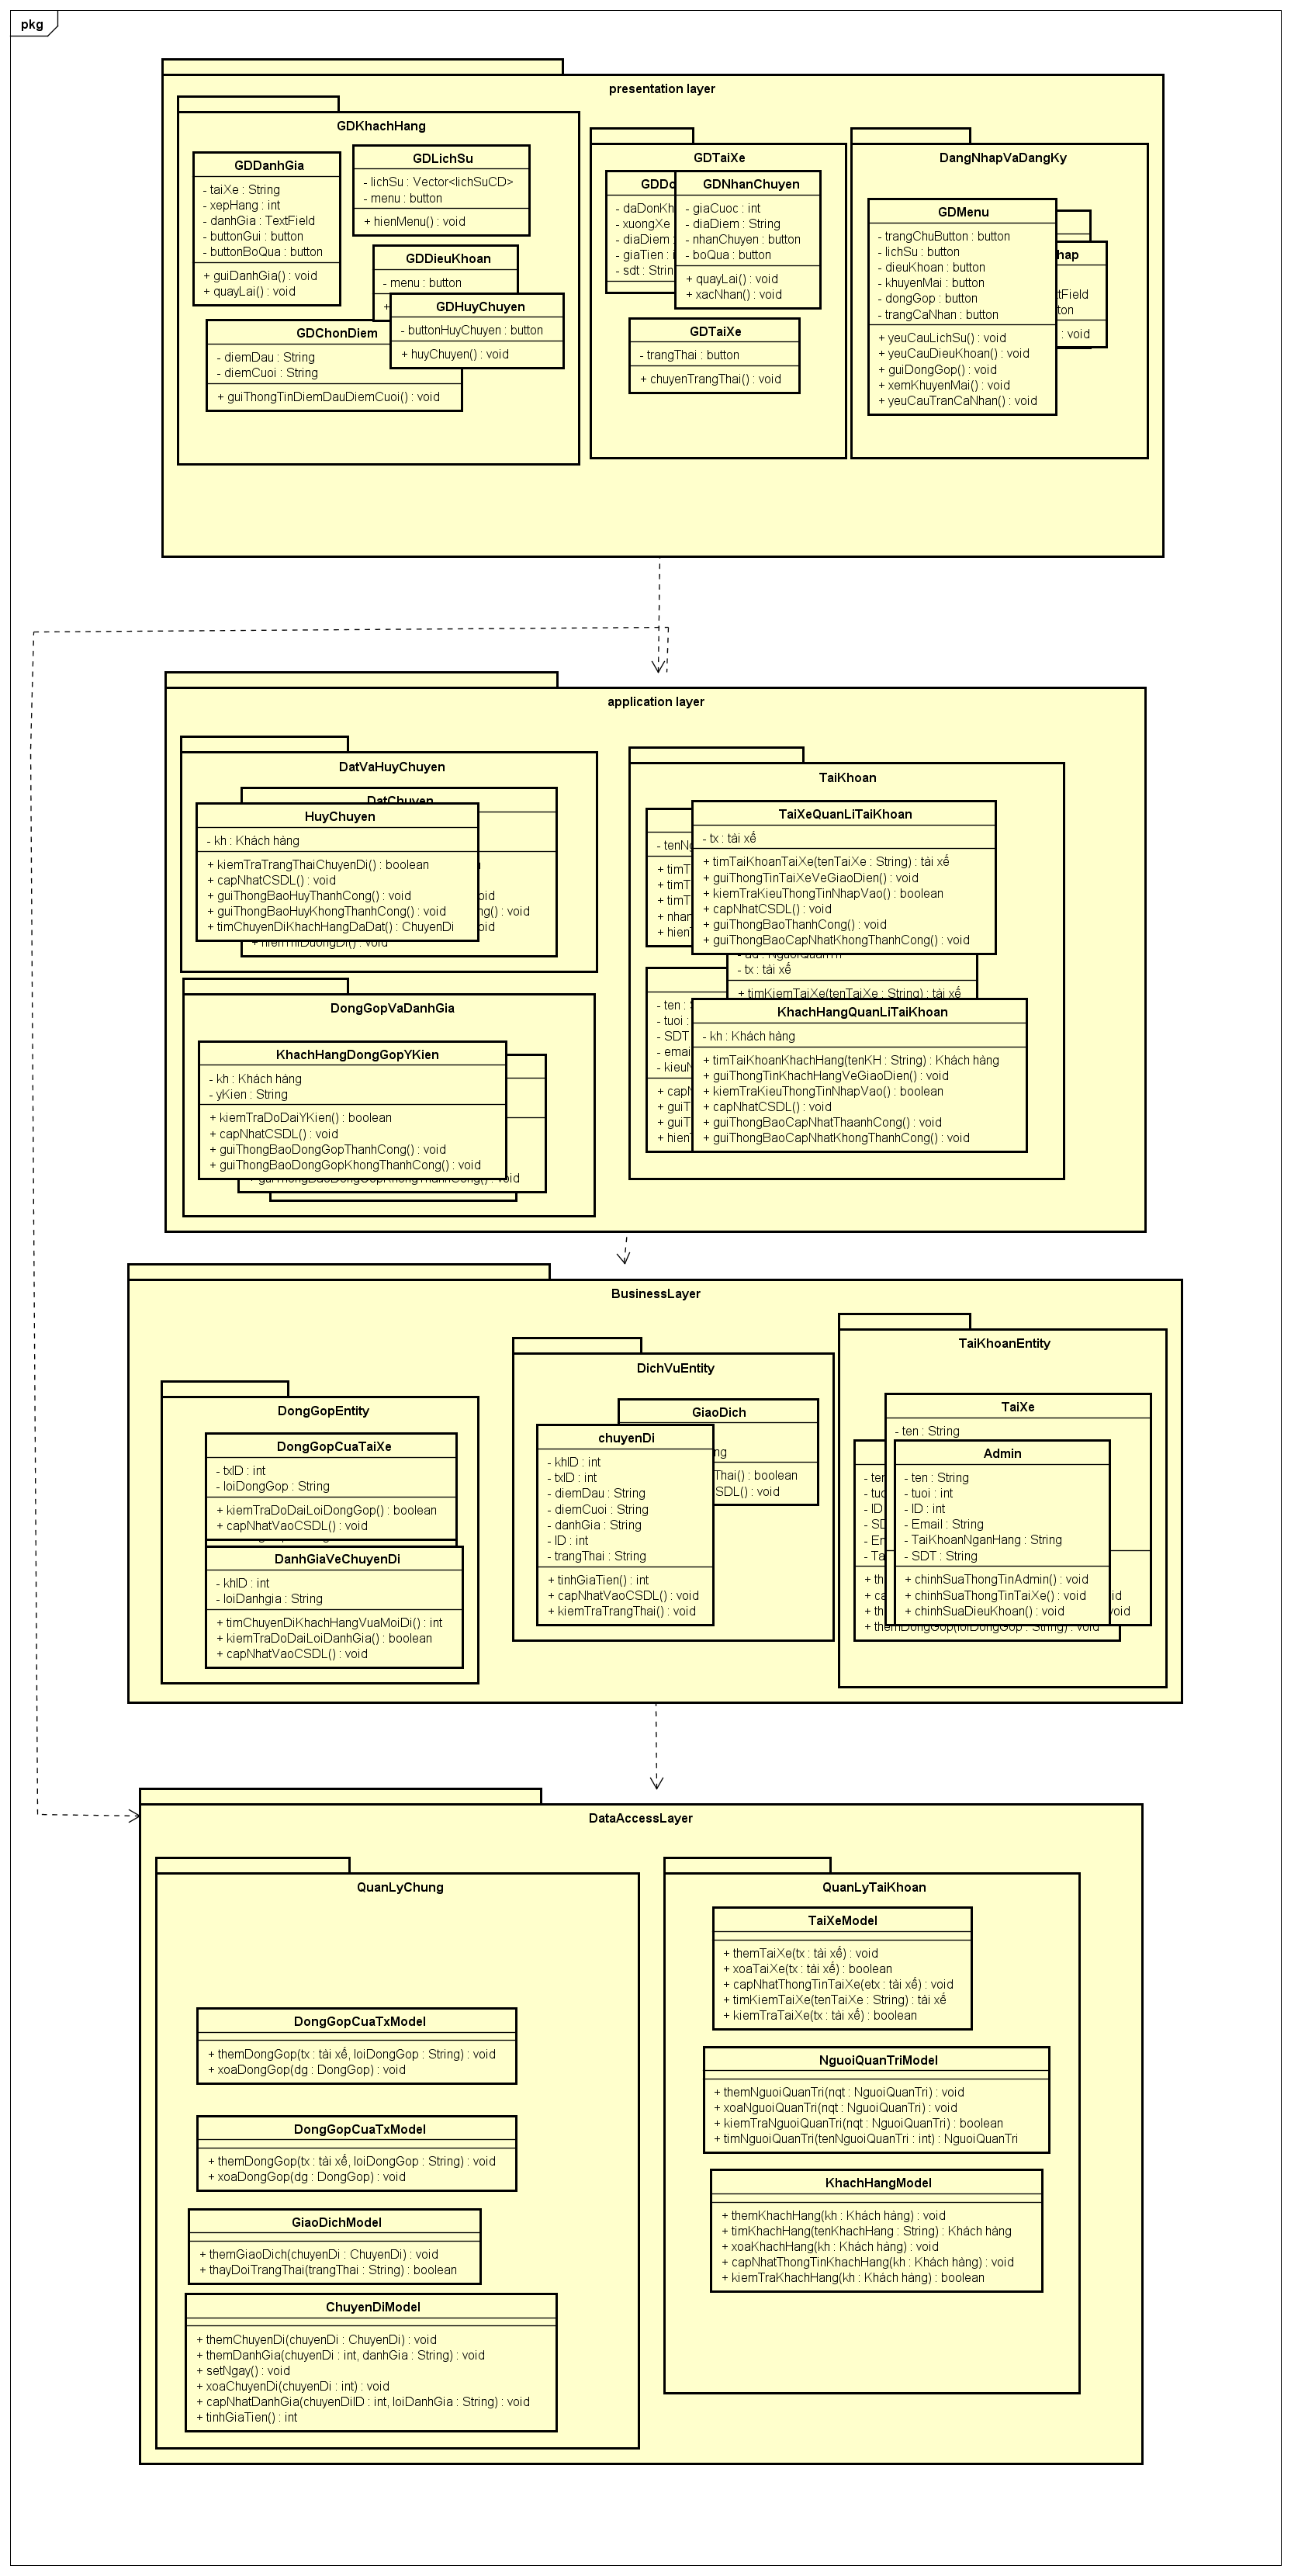 pkg
presentation layer
GDKhachHang
GDDanhGia
- taiXe : String
- xepHang : int
- danhGia : TextField
- buttonGui : button
- buttonBoQua : button
+ guiDanhGia() : void
+ quayLai() : void
GDLichSu
- lichSu : Vector<lichSuCD>
- menu : button
+ hienMenu() : void
GDDieuKhoan
- menu : button
+
GDHuyChuyen
- buttonHuyChuyen : button
+ huyChuyen() : void
GDChonDiem
- diemDau : String
- diemCuoi : String
+ guiThongTinDiemDauDiemCuoi() : void
GDTaiXe
- daDonKh
- xuongXe
- diaDiem :
- giaTien :
- sdt : Strin
GDNhanChuyen
- giaCuoc : int
- diaDiem : String
- nhanChuyen : button
- boQua : button
+ quayLai() : void
+ xacNhan() : void
GDTaiXe
- trangThai : button
+ chuyenTrangThai() : void
DangNhapVaDangKy
GDMenu
- trangChuButton : button
- lichSu : button
- dieuKhoan : button
- khuyenMai : button
- dongGop : button
- trangCaNhan : button
+ yeuCauLichSu() : void
+ yeuCauDieuKhoan() : void
+ guiDongGop() : void
+ xemKhuyenMai() : void
+ yeuCauTranCaNhan() : void
hap
tField
ton
: void
application layer
DatVaHuyChuyen
DatChuyen
HuyChuyen
- kh : Khách hàng
+ kiemTraTrangThaiChuyenDi() : boolean
+ capNhatCSDL() : void
+ guiThongBaoHuyThanhCong() : void
+ guiThongBaoHuyKhongThanhCong() : void
+ timChuyenDiKhachHangDaDat() : ChuyenDi
oid
ng() : void
oid
+ hienThiDuongDi() : void
DongGopVaDanhGia
KhachHangDongGopYKien
- kh : Khách hàng
- yKien : String
+ kiemTraDoDaiYKien() : boolean
+ capNhatCSDL() : void
+ guiThongBaoDongGopThanhCong() : void
+ guiThongBaoDongGopKhongThanhCong() : void
+ guiThongBaoDongGopKhongThanhCong() : void
TaiKhoan
- tenNg
+ timT
+ timT
+ timT
+ nhan
+ hienT
TaiXeQuanLiTaiKhoan
- tx : tài xế
+ timTaiKhoanTaiXe(tenTaiXe : String) : tài xế
+ guiThongTinTaiXeVeGiaoDien() : void
+ kiemTraKieuThongTinNhapVao() : boolean
+ capNhatCSDL() : void
+ guiThongBaoThanhCong() : void
+ guiThongBaoCapNhatKhongThanhCong() : void
- ad : NguoiQuanTri
- tx : tài xế
+ timKiemTaiXe(tenTaiXe : String) : tài xế
- ten :
- tuoi :
- SDT
- emai
- kieuN
+ capN
+ guiT
+ guiT
+ hien
KhachHangQuanLiTaiKhoan
- kh : Khách hàng
+ timTaiKhoanKhachHang(tenKH : String) : Khách hàng
+ guiThongTinKhachHangVeGiaoDien() : void
+ kiemTraKieuThongTinNhapVao() : boolean
+ capNhatCSDL() : void
+ guiThongBaoCapNhatThaanhCong() : void
+ guiThongBaoCapNhatKhongThanhCong() : void
BusinessLayer
DongGopEntity
DongGopCuaTaiXe
- txID : int
- loiDongGop : String
+ kiemTraDoDaiLoiDongGop() : boolean
+ capNhatVaoCSDL() : void
DanhGiaVeChuyenDi
- khID : int
- loiDanhgia : String
+ timChuyenDiKhachHangVuaMoiDi() : int
+ kiemTraDoDaiLoiDanhGia() : boolean
+ capNhatVaoCSDL() : void
DichVuEntity
GiaoDich
ng
Thai() : boolean
SDL() : void
chuyenDi
- khID : int
- txID : int
- diemDau : String
- diemCuoi : String
- danhGia : String
- ID : int
- trangThai : String
+ tinhGiaTien() : int
+ capNhatVaoCSDL() : void
+ kiemTraTrangThai() : void
TaiKhoanEntity
TaiXe
- ten : String
- ten
- tuo
- ID
- SD
- En
- Ta
+ th
+ ca
+ th
+ themDongGop(loiDongGop : String) : void
Admin
- ten : String
- tuoi : int
- ID : int
- Email : String
- TaiKhoanNganHang : String
- SDT : String
+ chinhSuaThongTinAdmin() : void
+ chinhSuaThongTinTaiXe() : void
+ chinhSuaDieuKhoan() : void
id
void
DataAccessLayer
QuanLyChung
DongGopCuaTxModel
+ themDongGop(tx : tài xế, loiDongGop : String) : void
+ xoaDongGop(dg : DongGop) : void
DongGopCuaTxModel
+ themDongGop(tx : tài xế, loiDongGop : String) : void
+ xoaDongGop(dg : DongGop) : void
GiaoDichModel
+ themGiaoDich(chuyenDi : ChuyenDi) : void
+ thayDoiTrangThai(trangThai : String) : boolean
ChuyenDiModel
+ themChuyenDi(chuyenDi : ChuyenDi) : void
+ themDanhGia(chuyenDi : int, danhGia : String) : void
+ setNgay() : void
+ xoaChuyenDi(chuyenDi : int) : void
+ capNhatDanhGia(chuyenDiID : int, loiDanhGia : String) : void
+ tinhGiaTien() : int
QuanLyTaiKhoan
TaiXeModel
+ themTaiXe(tx : tài xế) : void
+ xoaTaiXe(tx : tài xế) : boolean
+ capNhatThongTinTaiXe(etx : tài xế) : void
+ timKiemTaiXe(tenTaiXe : String) : tài xế
+ kiemTraTaiXe(tx : tài xế) : boolean
NguoiQuanTriModel
+ themNguoiQuanTri(nqt : NguoiQuanTri) : void
+ xoaNguoiQuanTri(nqt : NguoiQuanTri) : void
+ kiemTraNguoiQuanTri(nqt : NguoiQuanTri) : boolean
+ timNguoiQuanTri(tenNguoiQuanTri : int) : NguoiQuanTri
KhachHangModel
+ themKhachHang(kh : Khách hàng) : void
+ timKhachHang(tenKhachHang : String) : Khách hàng
+ xoaKhachHang(kh : Khách hàng) : void
+ capNhatThongTinKhachHang(kh : Khách hàng) : void
+ kiemTraKhachHang(kh : Khách hàng) : boolean